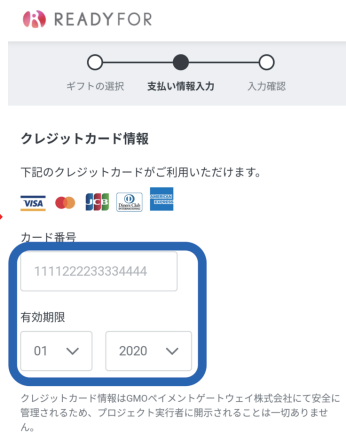 READYFOR
ギフトの選択 支払い情報入力 入力確認
クレジットカード情報
下記のクレジットカードがご利用いただけます。
VISA JCB Diners Club INTERNATIONAL AMERICAN EXPRESS
カード番号
1111222233334444
有効期限
01 2020
クレジットカード情報はGMOペイメントゲートウェイ株式会社にて安全に
管理されるため、プロジェクト実行者に開示されることは一切ありませ
ん。